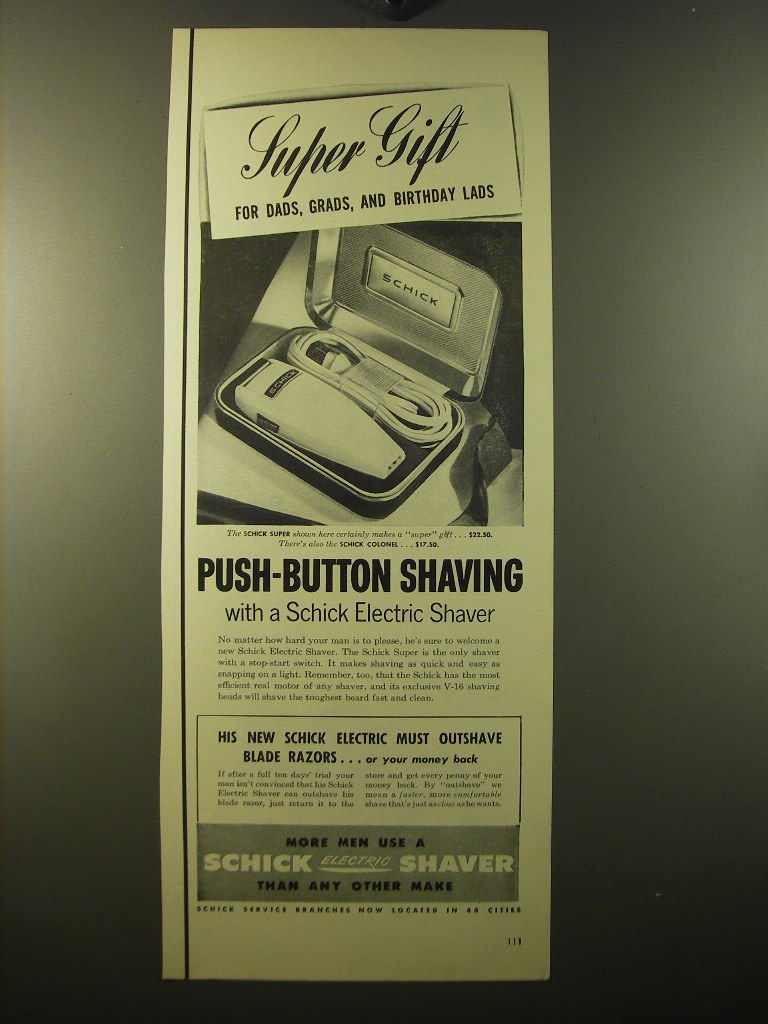 Super Gift
FOR DADS, GRADS, AND BIRTHDAY LADS
SCHICK
SCHICK
The SCHICK SUPER shown here certainly makes a "super" gift . . . $22.50.
There's also the SCHICK COLONEL . . . $17.50.
PUSH-BUTTON SHAVING
with a Schick Electric Shaver
No matter how hard your man is to please, he's sure to welcome a
new Schick Electric Shaver. The Schick Super is the only shaver
with a stop-start switch. It makes shaving as quick and easy as
snapping on a light. Remember, too, that the Schick has the most
efficient real motor of any shaver, and its exclusive V-16 shaving
heads will shave the toughest beard fast and clean.
HIS NEW SCHICK ELECTRIC MUST OUTSHAVE
BLADE RAZORS . . . or your money back
If after a full ten days' trial your
man isn't convinced that his Schick
Electric Shaver can outshave his
blade razor, just return it to the
store and get every penny of your
money back. By "outshave" we
mean a faster, more comfortable
shave that's just as close as he wants.
MORE MEN USE A
SCHICK ELECTRIC SHAVER
THAN ANY OTHER MAKE
SCHICK SERVICE BRANCHES NOW LOCATED IN 44 CITIES
111